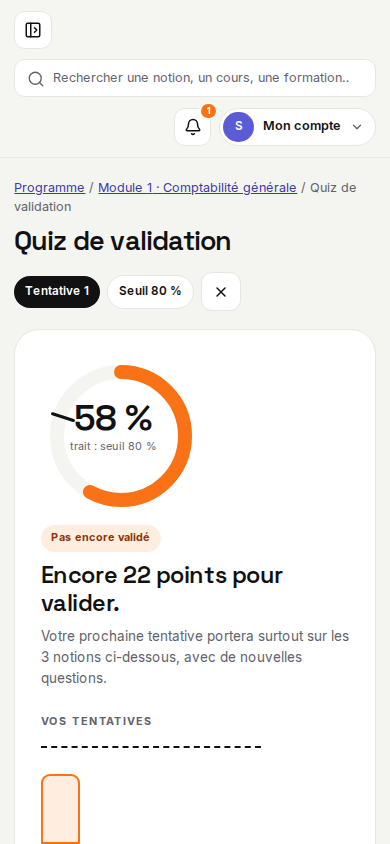 Rechercher une notion, un cours, une formation..
1
S
Mon compte
Programme / Module 1 · Comptabilité générale / Quiz de
validation
Quiz de validation
Tentative 1
Seuil 80 %
58 %
trait : seuil 80 %
Pas encore validé
Encore 22 points pour
valider.
Votre prochaine tentative portera surtout sur les
3 notions ci-dessous, avec de nouvelles
questions.
VOS TENTATIVES